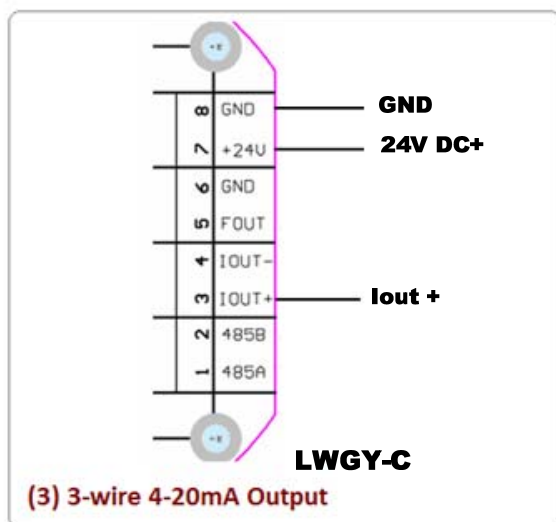 8 GND GND
7 +24V 24V DC+
6 GND
5 FOUT
4 IOUT-
3 IOUT+ Iout +
2 485B
1 485A
LWGY-C
(3) 3-wire 4-20mA Output